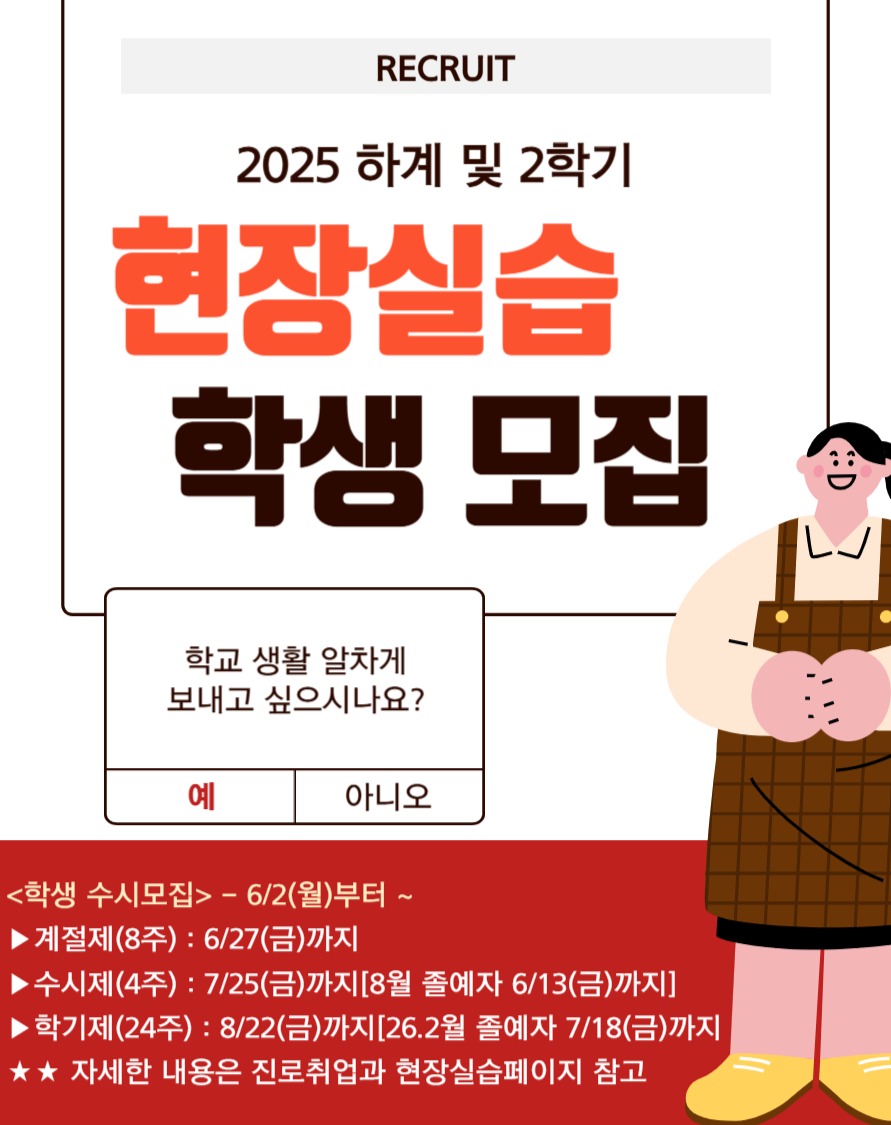 RECRUIT
2025 하계 및 2학기
현장실습
학생 모집
학교 생활 알차게
보내고 싶으시나요?
예
아니오
<학생 수시모집> - 6/2(월)부터 ~
▶계절제(8주) : 6/27(금)까지
▶수시제(4주) : 7/25(금)까지[8월 졸예자 6/13(금)까지]
▶학기제(24주) : 8/22(금)까지[26.2월 졸예자 7/18(금)까지
★★ 자세한 내용은 진로취업과 현장실습페이지 참고